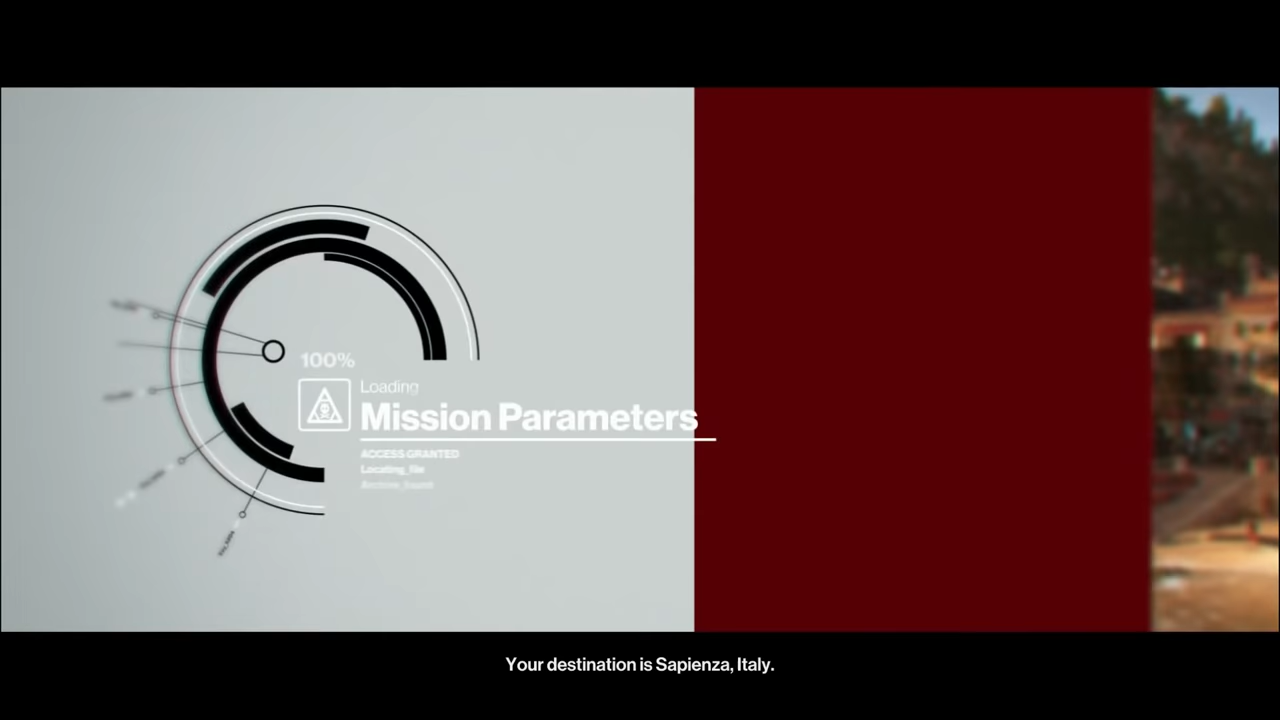 100%
Loading
Mission Parameters
ACCESS GRANTED
Locating_file
Your destination is Sapienza, Italy.